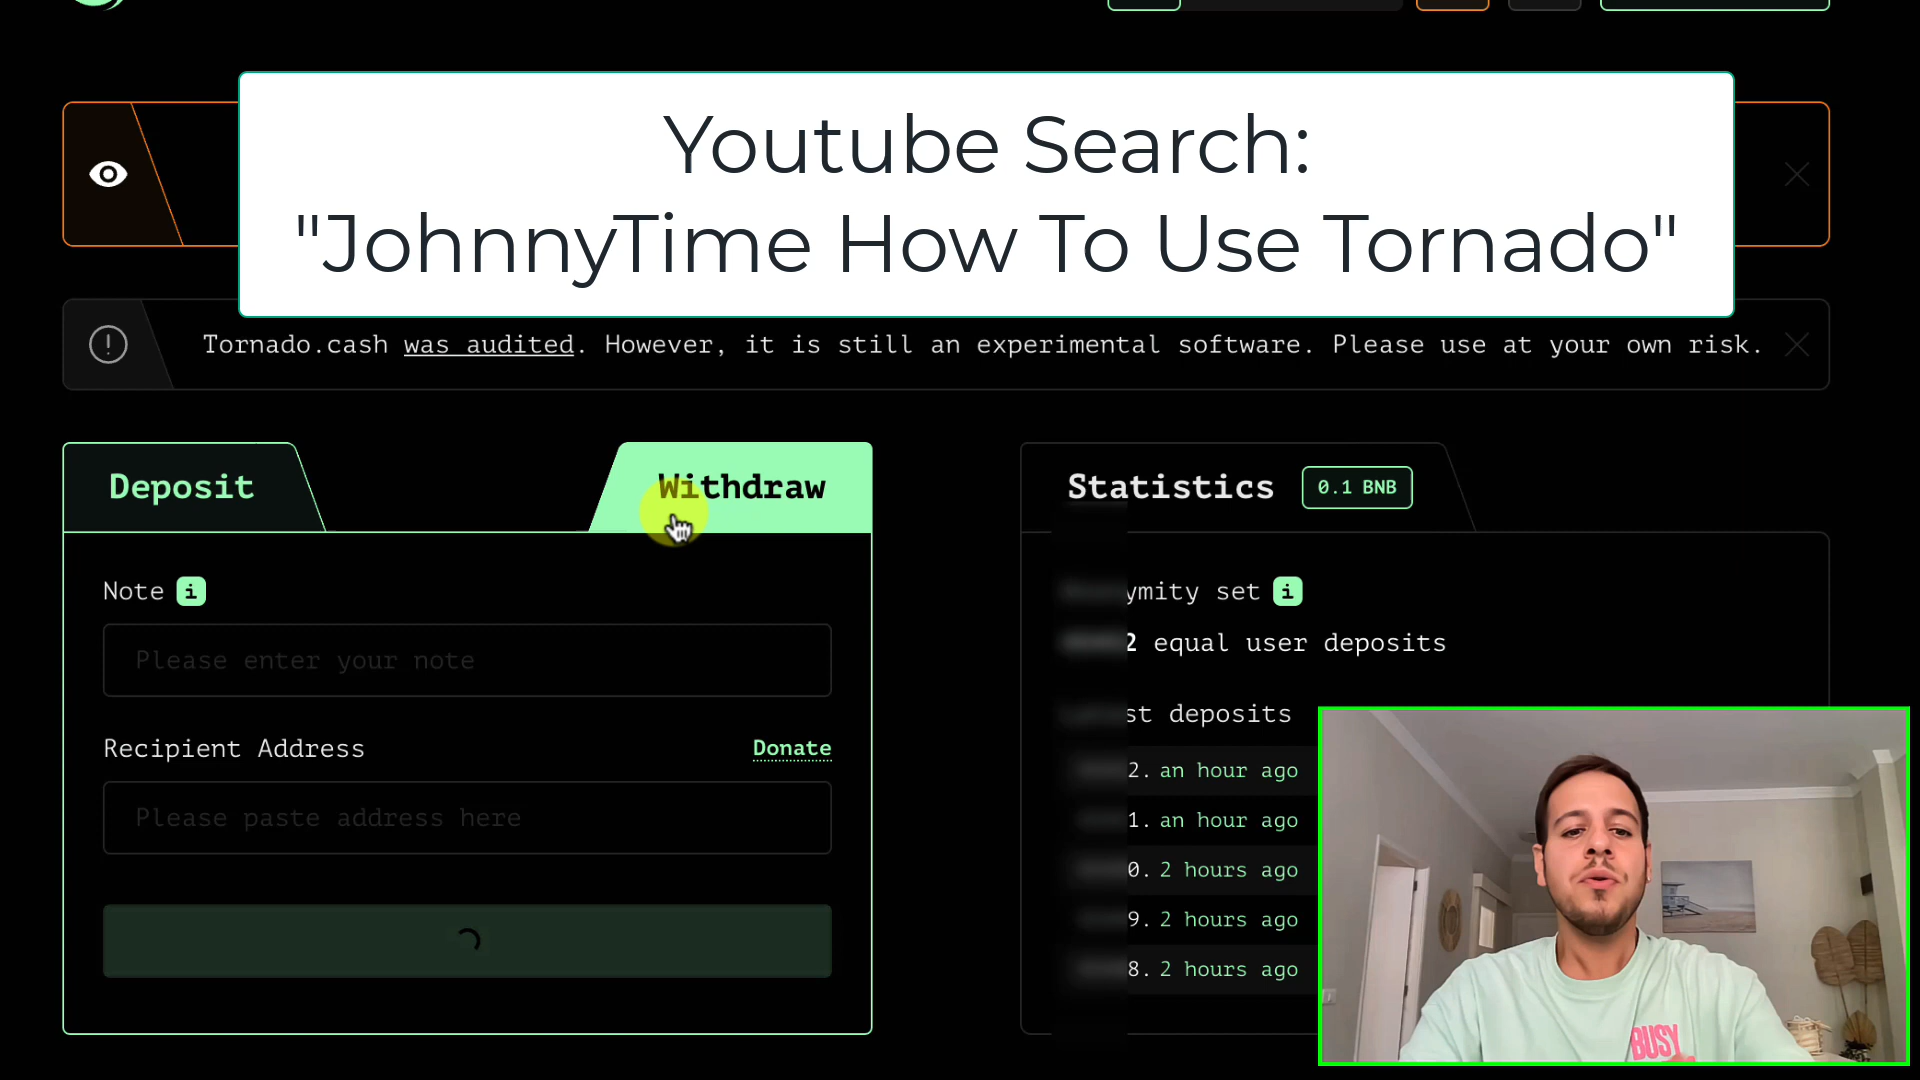 Youtube Search:
"JohnnyTime How To Use Tornado"
Tornado.cash was audited. However, it is still an experimental software. Please use at your own risk.
Deposit
Withdraw
Note i
Please enter your note
Recipient Address Donate
Please paste address here
Statistics 0.1 BNB
ymity set i
2 equal user deposits
st deposits
2. an hour ago
1. an hour ago
0. 2 hours ago
9. 2 hours ago
8. 2 hours ago
BUSY